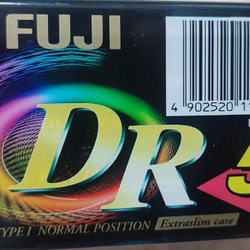 FUJI
4 902520 1
DR
TYPE I NORMAL POSITION Extraslim case